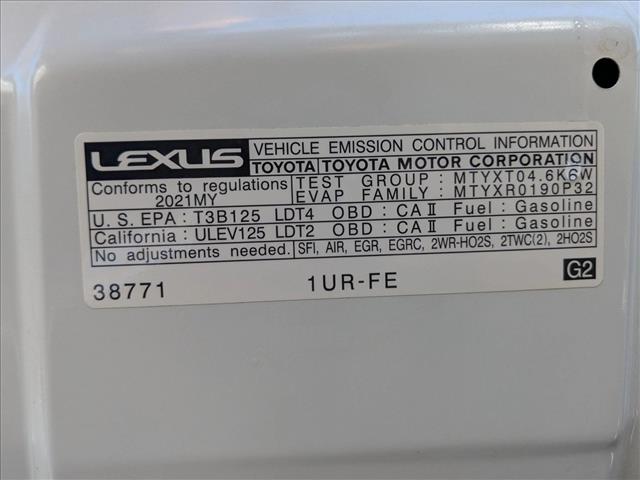 LEXUS VEHICLE EMISSION CONTROL INFORMATION
TOYOTA TOYOTA MOTOR CORPORATION
Conforms to regulations TEST GROUP : MTYXT04.6K6W
2021MY EVAP FAMILY : MTYXR0190P32
U.S. EPA : T3B125 LDT4 OBD : CA II Fuel : Gasoline
California : ULEV125 LDT2 OBD : CA II Fuel : Gasoline
No adjustments needed. SFI, AIR, EGR, EGRC, 2WR-HO2S, 2TWC(2), 2HO2S
38771 1UR-FE G2